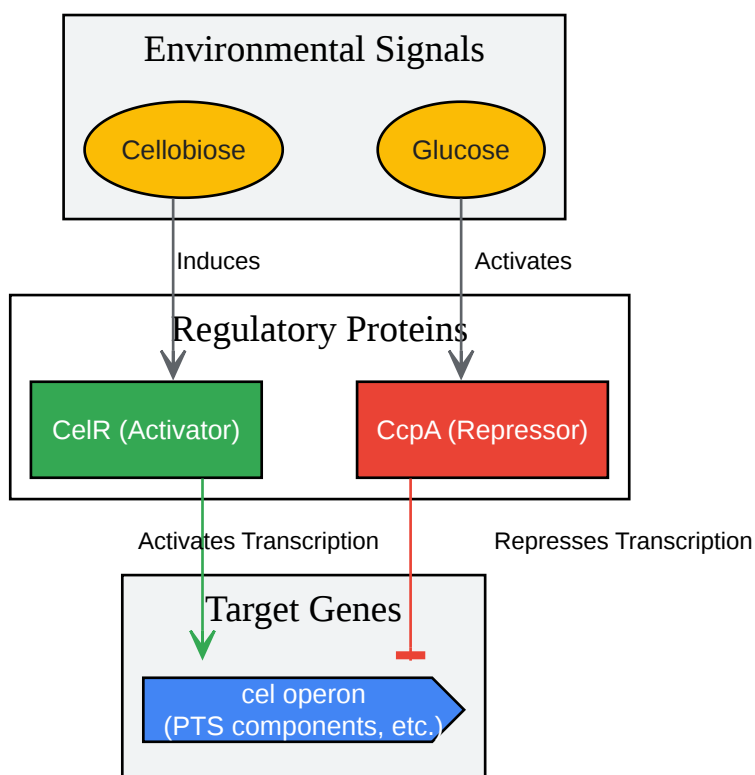 Environmental Signals
Cellobiose
Glucose
Induces
Activates
Regulatory Proteins
CelR (Activator)
CcpA (Repressor)
Activates Transcription
Represses Transcription
Target Genes
cel operon
(PTS components, etc.)